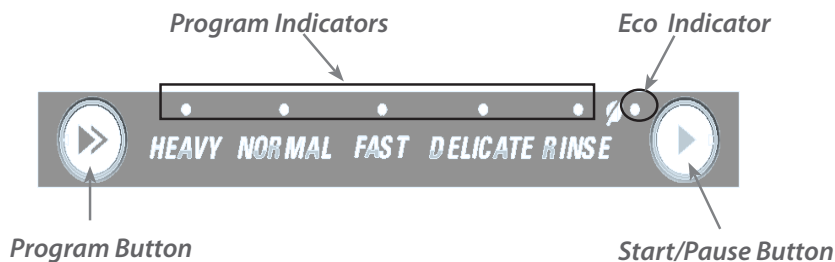 Program Indicators Eco Indicator
HEAVY NORMAL FAST DELICATE RINSE
Program Button Start/Pause Button